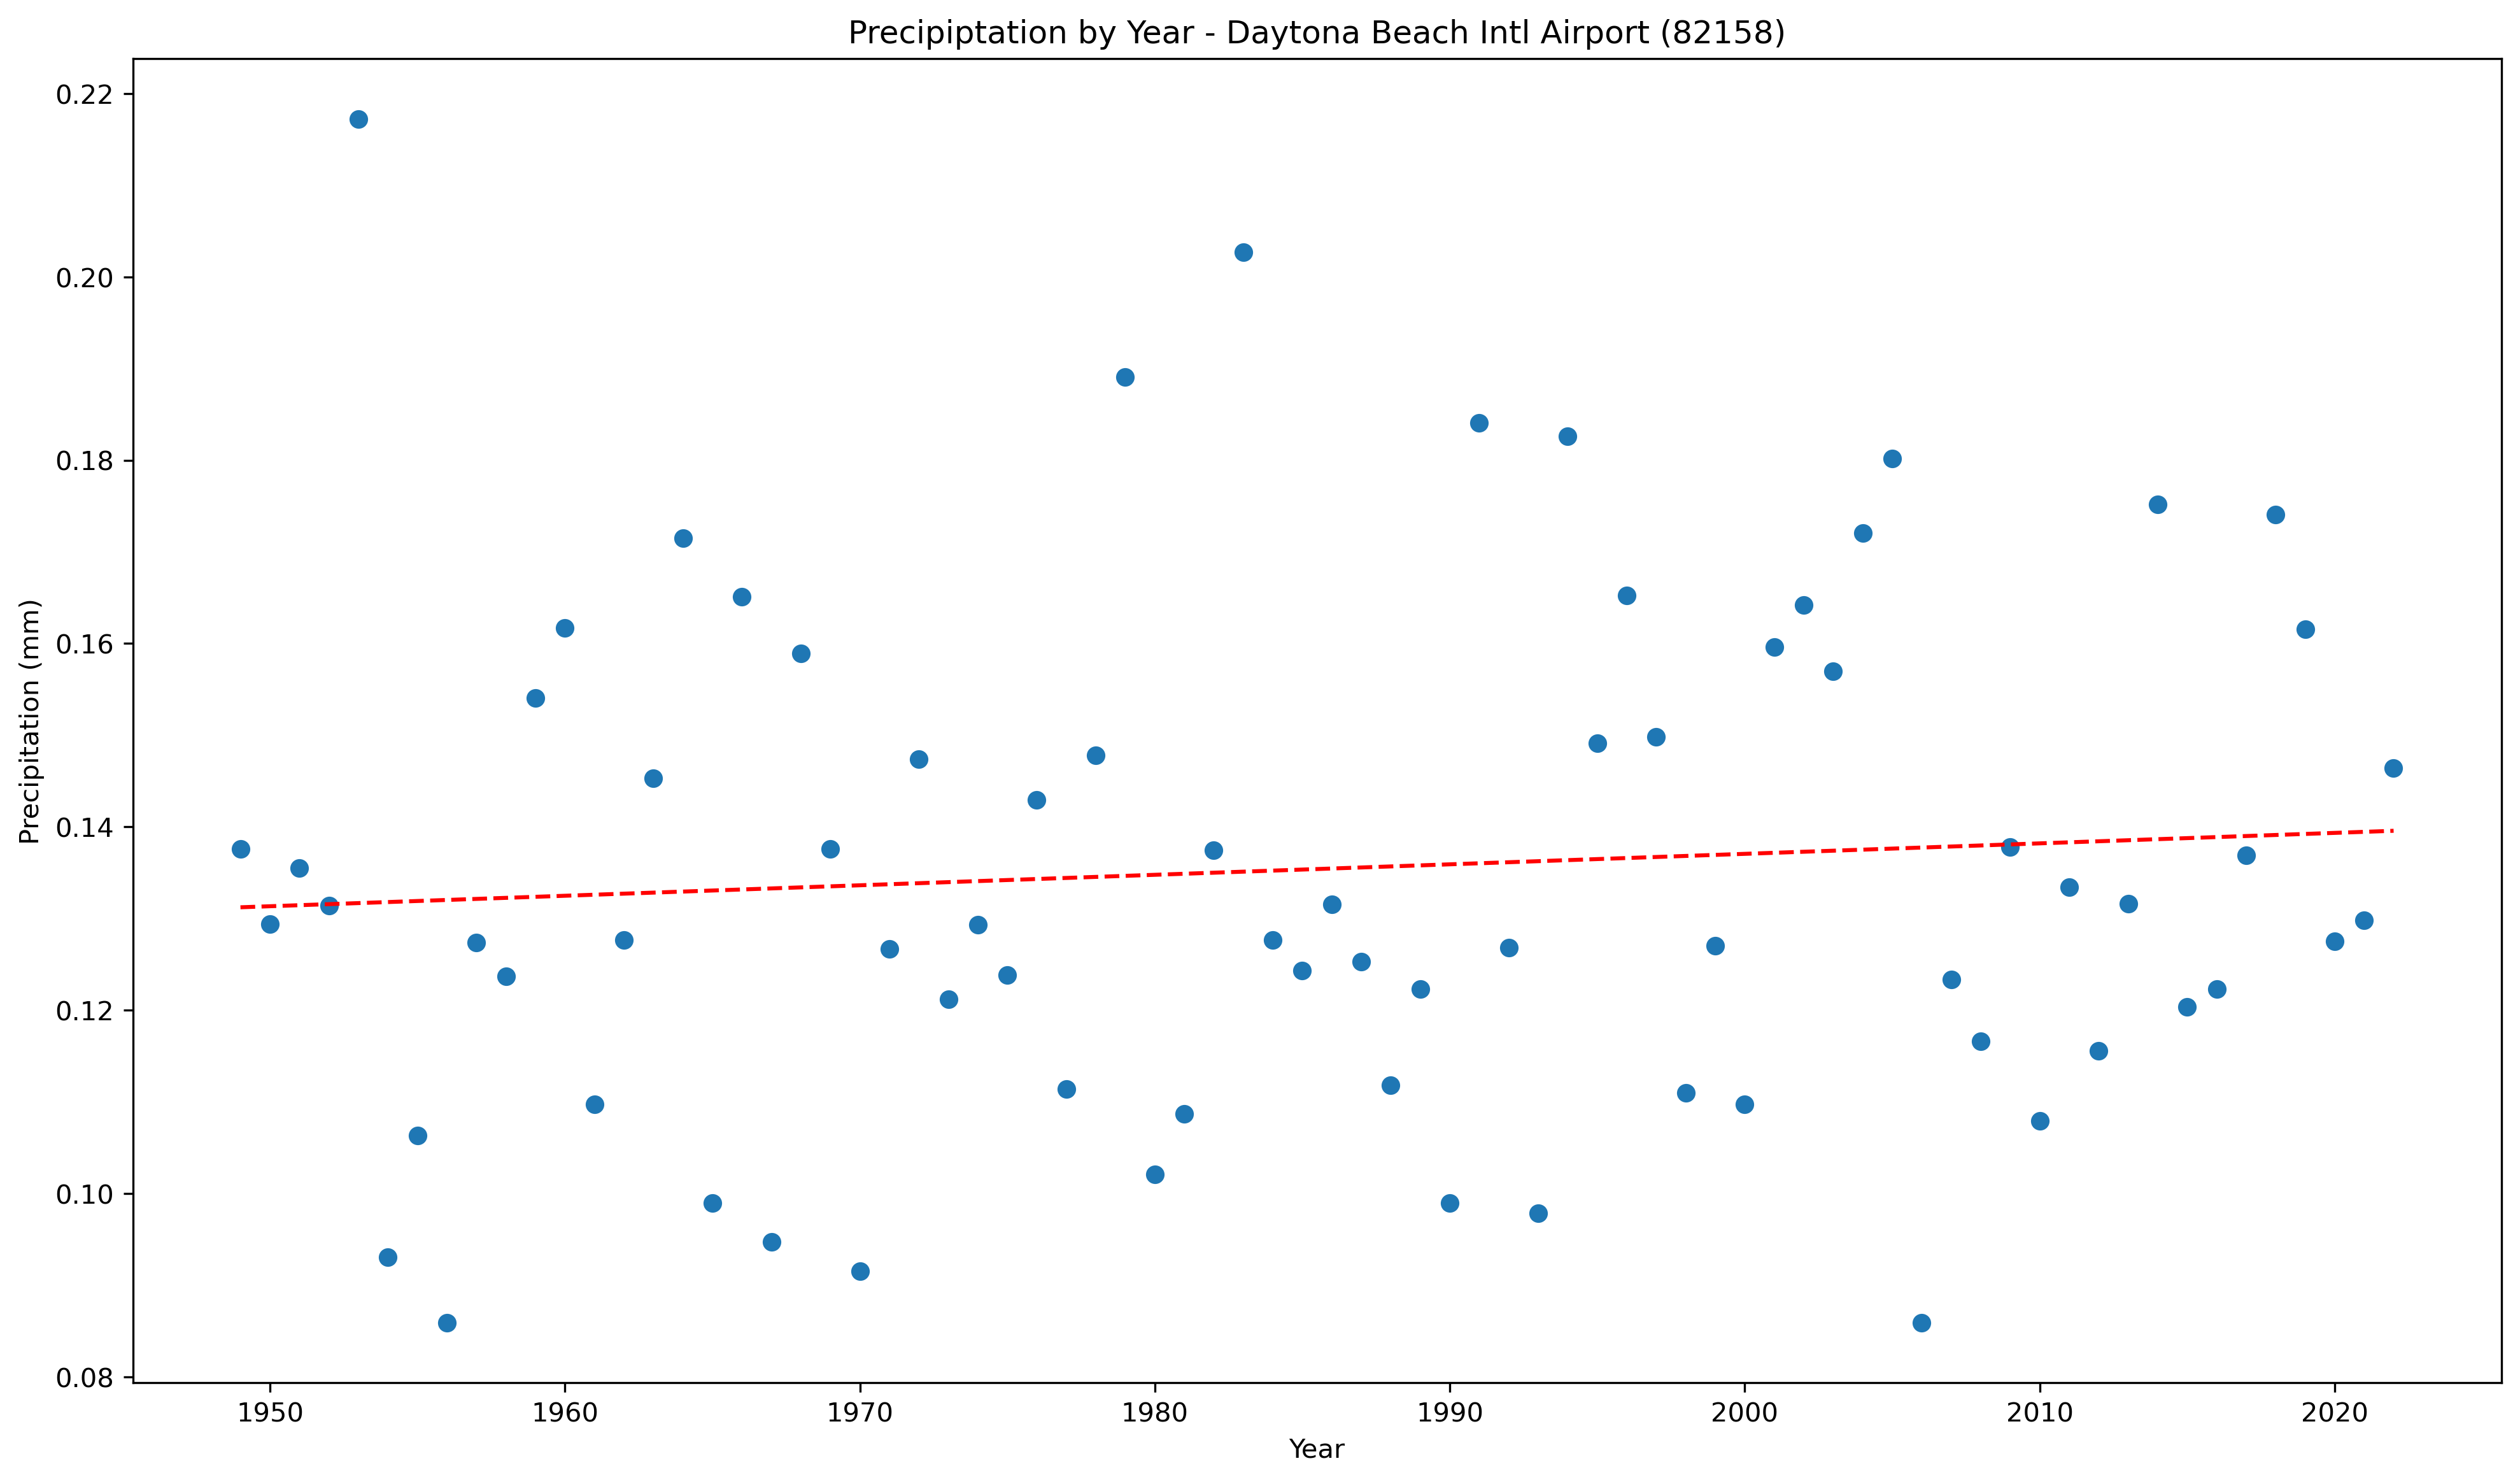 Precipiptation by Year - Daytona Beach Intl Airport (82158)
Precipitation (mm)
0.22
0.20
0.18
0.16
0.14
0.12
0.10
0.08
1950 1960 1970 1980 1990 2000 2010 2020
Year